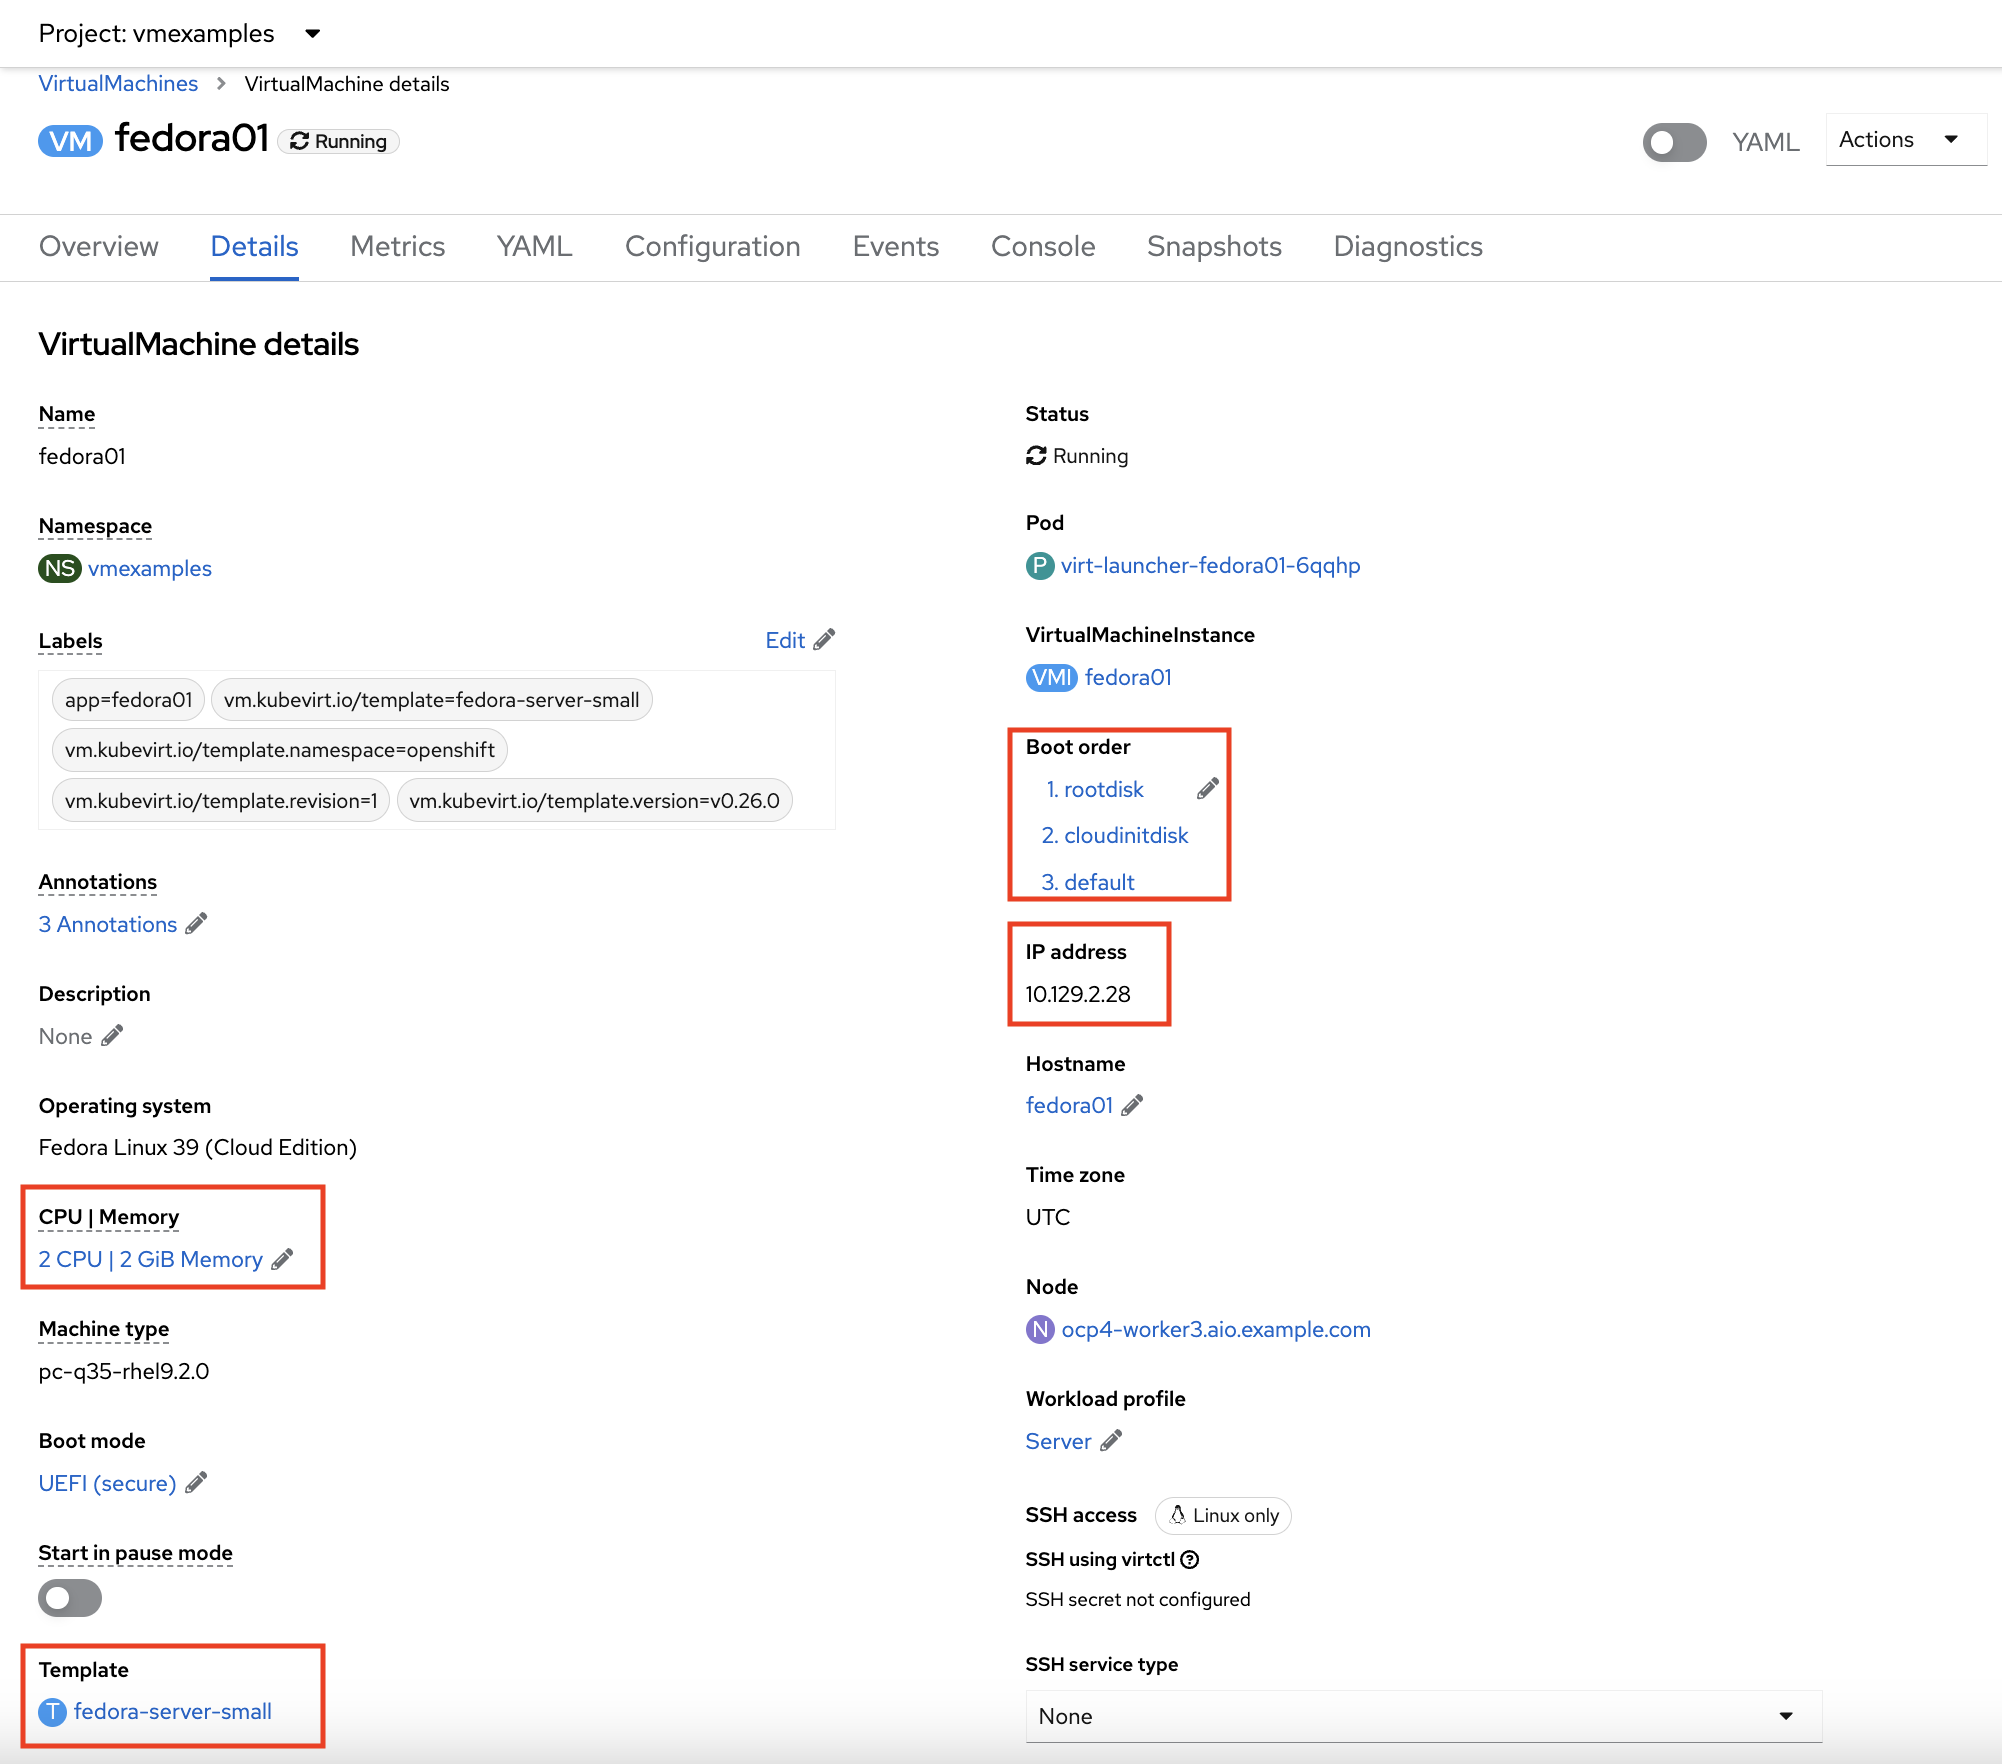 Project: vmexamples
VirtualMachines
VirtualMachine details
VM fedora01 Running
YAML
Actions
Overview
Details
Metrics
YAML
Configuration
Events
Console
Snapshots
Diagnostics
VirtualMachine details
Name
fedora01
Namespace
NS vmexamples
Labels
Edit
app=fedora01
vm.kubevirt.io/template=fedora-server-small
vm.kubevirt.io/template.namespace=openshift
vm.kubevirt.io/template.revision=1
vm.kubevirt.io/template.version=v0.26.0
Annotations
3 Annotations
Description
None
Operating system
Fedora Linux 39 (Cloud Edition)
CPU | Memory
2 CPU | 2 GiB Memory
Machine type
pc-q35-rhel9.2.0
Boot mode
UEFI (secure)
Start in pause mode
Template
T fedora-server-small
Status
Running
Pod
P virt-launcher-fedora01-6qqhp
VirtualMachineInstance
VMI fedora01
Boot order
1. rootdisk
2. cloudinitdisk
3. default
IP address
10.129.2.28
Hostname
fedora01
Time zone
UTC
Node
N ocp4-worker3.aio.example.com
Workload profile
Server
SSH access
Linux only
SSH using virtctl
SSH secret not configured
SSH service type
None